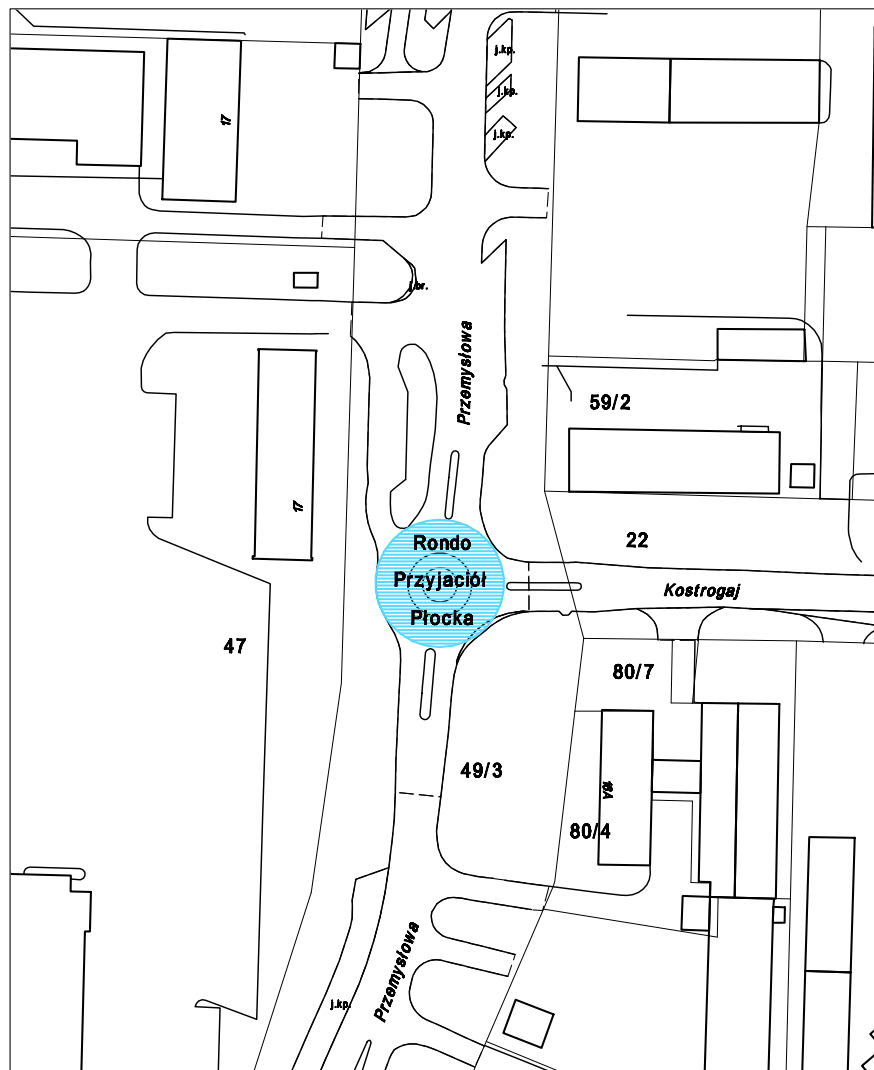 j.kp.
j.kp.
17
j.kp.
j.br.
Przemysłowa
59/2
17
Rondo
22
Przyjaciół
Kostrogaj
Płocka
47
80/7
49/3
16A
80/4
Przemysłowa
j.kp.